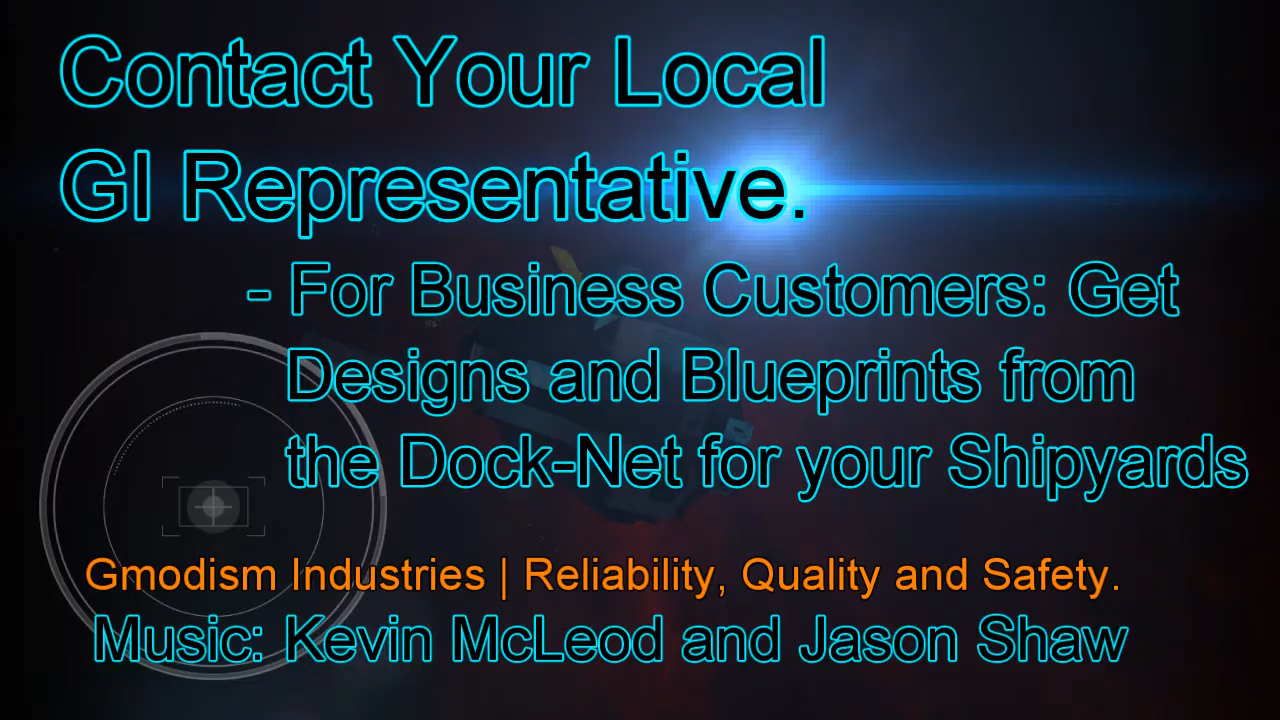 Contact Your Local
GI Representative.
- For Business Customers: Get
Designs and Blueprints from
the Dock-Net for your Shipyards
Gmodism Industries | Reliability, Quality and Safety.
Music: Kevin McLeod and Jason Shaw